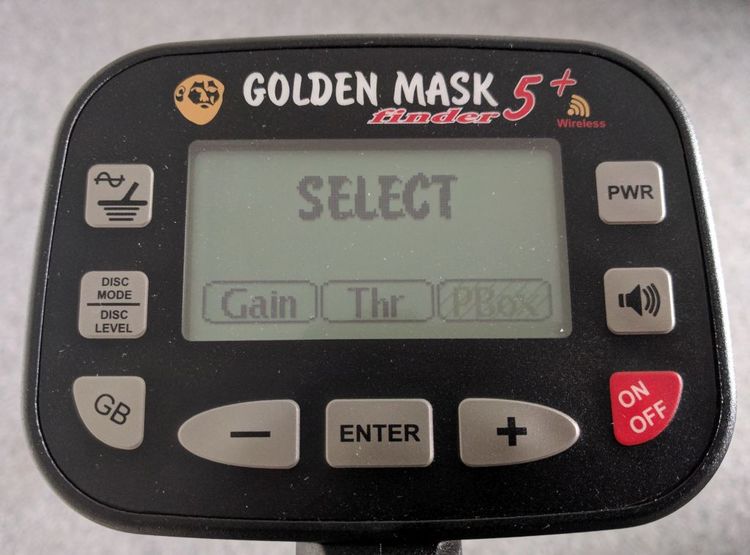 GOLDEN MASK 5+
finder
Wireless
SELECT
Gain Thr PBox
DISC
MODE
DISC
LEVEL
GB
PWR
ON
OFF
− ENTER +